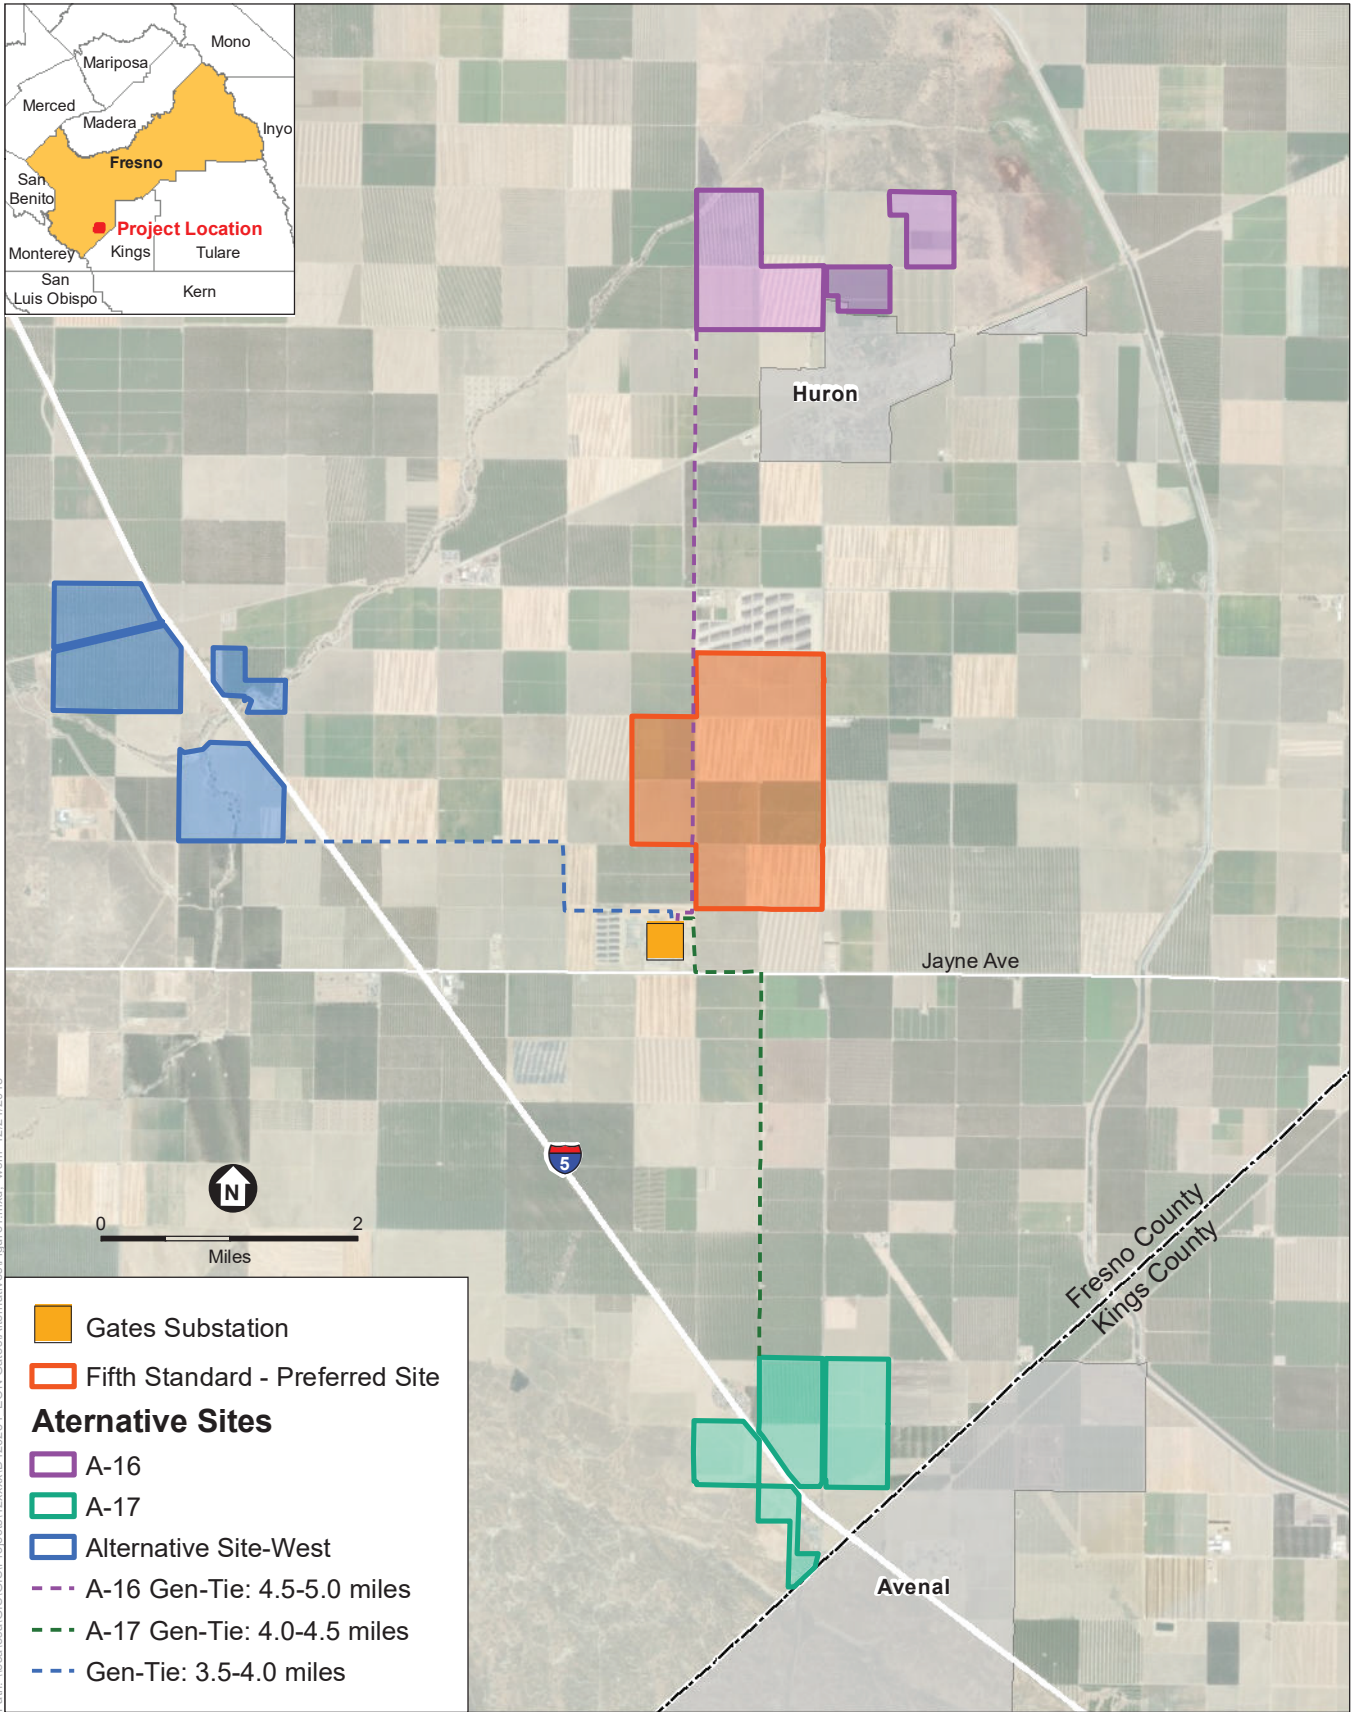 Mono
Mariposa
Merced
Madera
Inyo
Fresno
San
Benito
Project Location
Monterey
Kings
Tulare
San
Luis Obispo
Kern
Huron
Jayne Ave
5
N
0 2
Miles
Fresno County
Kings County
Avenal
Gates Substation
Fifth Standard - Preferred Site
Aternative Sites
A-16
A-17
Alternative Site-West
A-16 Gen-Tie: 4.5-5.0 miles
A-17 Gen-Tie: 4.0-4.5 miles
Gen-Tie: 3.5-4.0 miles